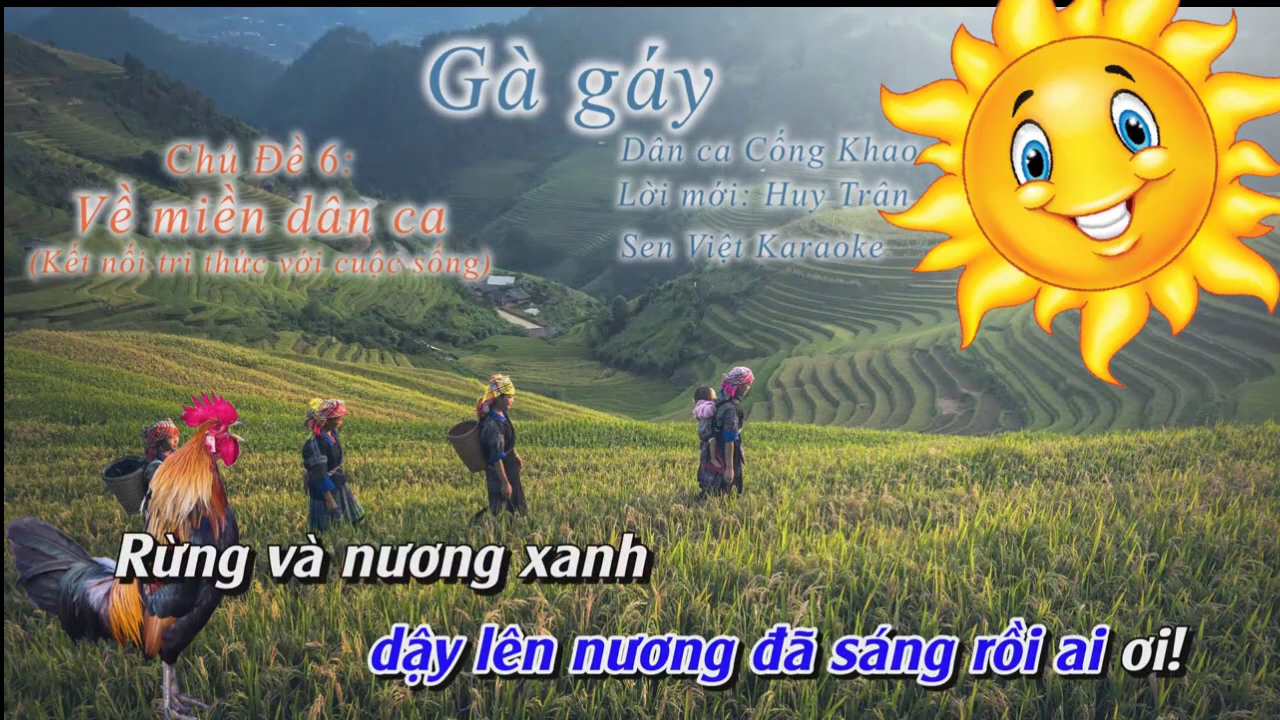 Gà gáy
Dân ca Cống Khao
Lời mới: Huy Trân
Sen Việt Karaoke
Chủ Đề 6:
Về miền dân ca
(Kết nối tri thức với cuộc sống)
Rừng và nương xanh
dậy lên nương đã sáng rồi ai ơi!